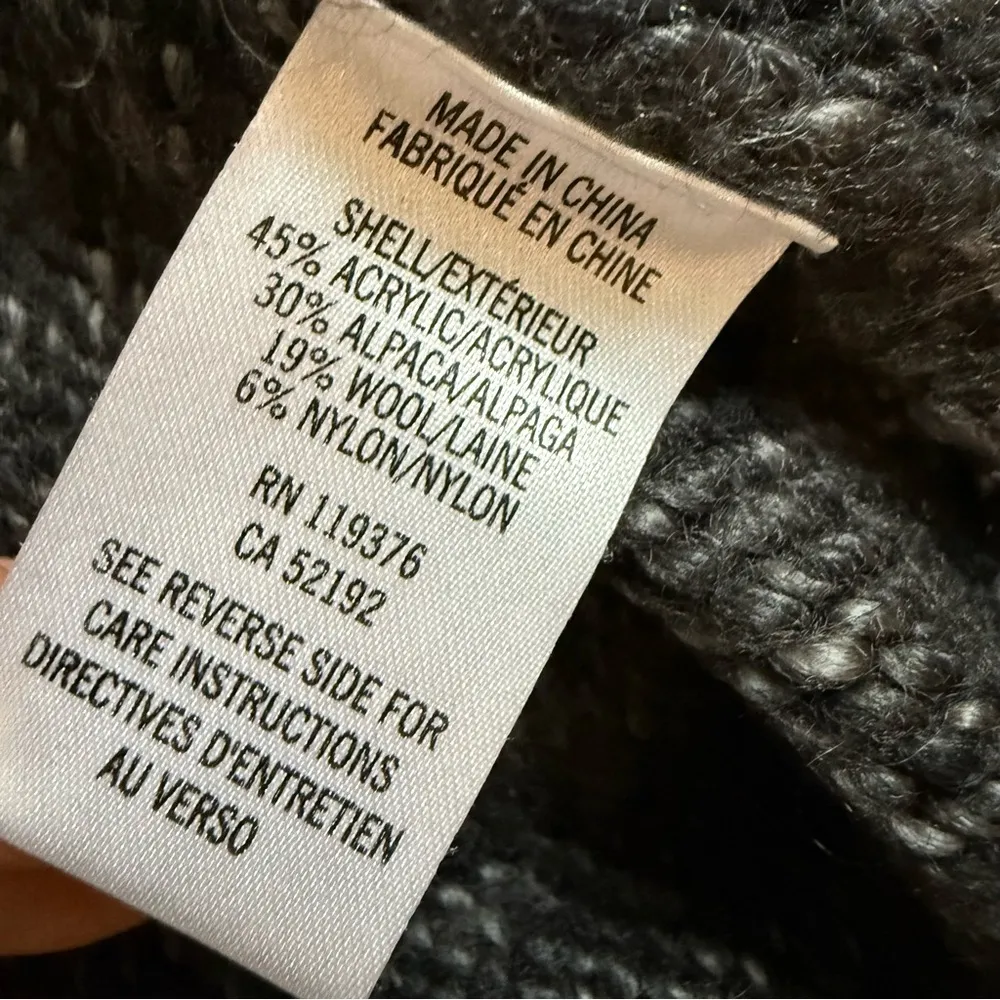 MADE IN CHINA
FABRIQUÉ EN CHINE
SHELL/EXTÉRIEUR
45% ACRYLIC/ACRYLIQUE
30% ALPACA/ALPAGA
19% WOOL/LAINE
6% NYLON/NYLON
RN 119376
CA 52192
SEE REVERSE SIDE FOR
CARE INSTRUCTIONS
DIRECTIVES D'ENTRETIEN
AU VERSO